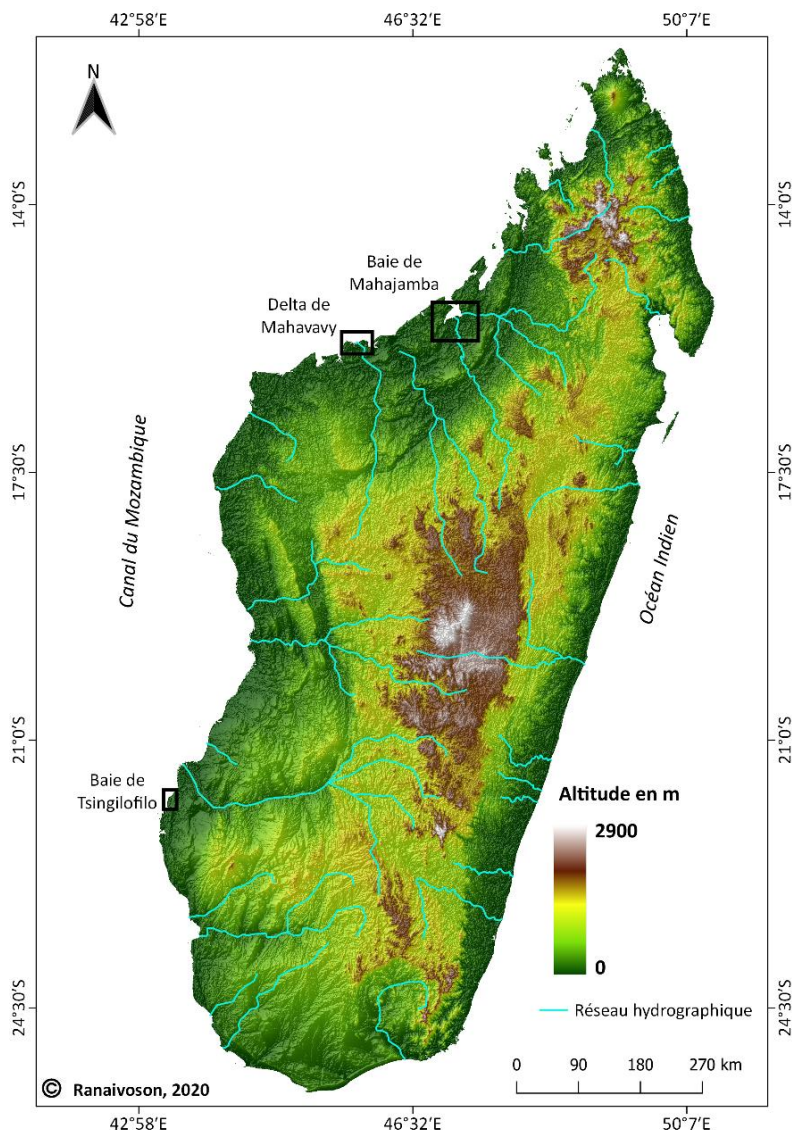 42°58’E 46°32’E 50°7’E
N
14°0’S 14°0’S
Baie de
Mahajamba
Delta de
Mahavavy
Canal du Mozambique
17°30’S 17°30’S
Océan Indien
21°0’S 21°0’S
Baie de
Tsingilofilo
Altitude en m
2900
0
24°30’S 24°30’S
Réseau hydrographique
0 90 180 270 km
© Ranaivoson, 2020
42°58’E 46°32’E 50°7’E